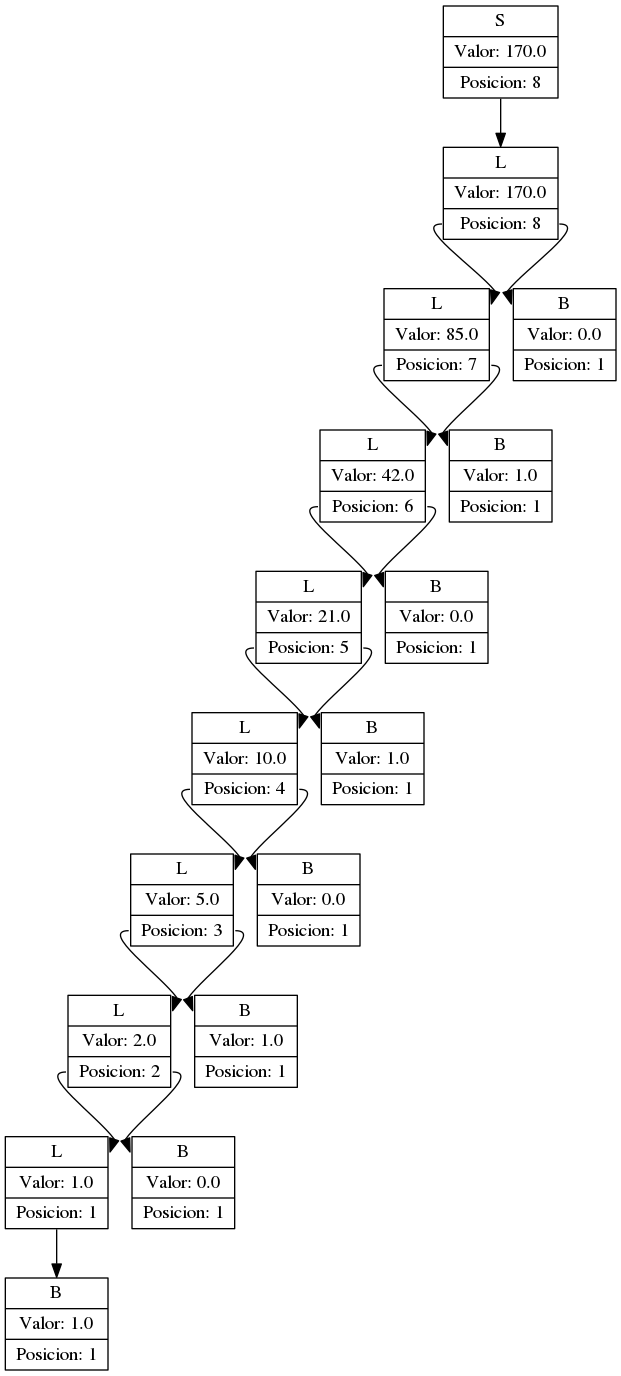 S
Valor: 170.0
Posicion: 8
L
Valor: 170.0
Posicion: 8
L
Valor: 85.0
Posicion: 7
B
Valor: 0.0
Posicion: 1
L
Valor: 42.0
Posicion: 6
B
Valor: 1.0
Posicion: 1
L
Valor: 21.0
Posicion: 5
B
Valor: 0.0
Posicion: 1
L
Valor: 10.0
Posicion: 4
B
Valor: 1.0
Posicion: 1
L
Valor: 5.0
Posicion: 3
B
Valor: 0.0
Posicion: 1
L
Valor: 2.0
Posicion: 2
B
Valor: 1.0
Posicion: 1
L
Valor: 1.0
Posicion: 1
B
Valor: 0.0
Posicion: 1
B
Valor: 1.0
Posicion: 1